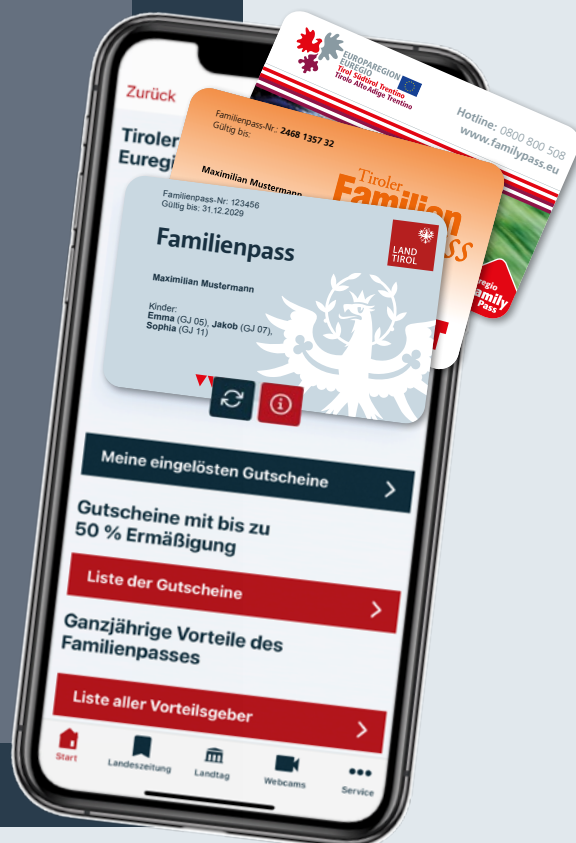 EUROPAREGION
EUREGIO
Tirol Südtirol Trentino
Tirolo Alto Adige Trentino
Hotline: 0800 800 508
www.familypass.eu
Zurück
Familienpass-Nr.: 2468 1357 32
Gültig bis:
Maximilian Mustermann
Tiroler
Familien
Tiroler
Euregi
Familienpass-Nr: 123456
Gültig bis: 31.12.2029
Familienpass
LAND
TIROL
Maximilian Mustermann
Kinder:
Emma (GJ 05), Jakob (GJ 07),
Sophia (GJ 11)
Family
Pass
Meine eingelösten Gutscheine
Gutscheine mit bis zu
50 % Ermäßigung
Liste der Gutscheine
Ganzjährige Vorteile des
Familienpasses
Liste aller Vorteilsgeber
Start
Landeszeitung
Landtag
Webcams
Service